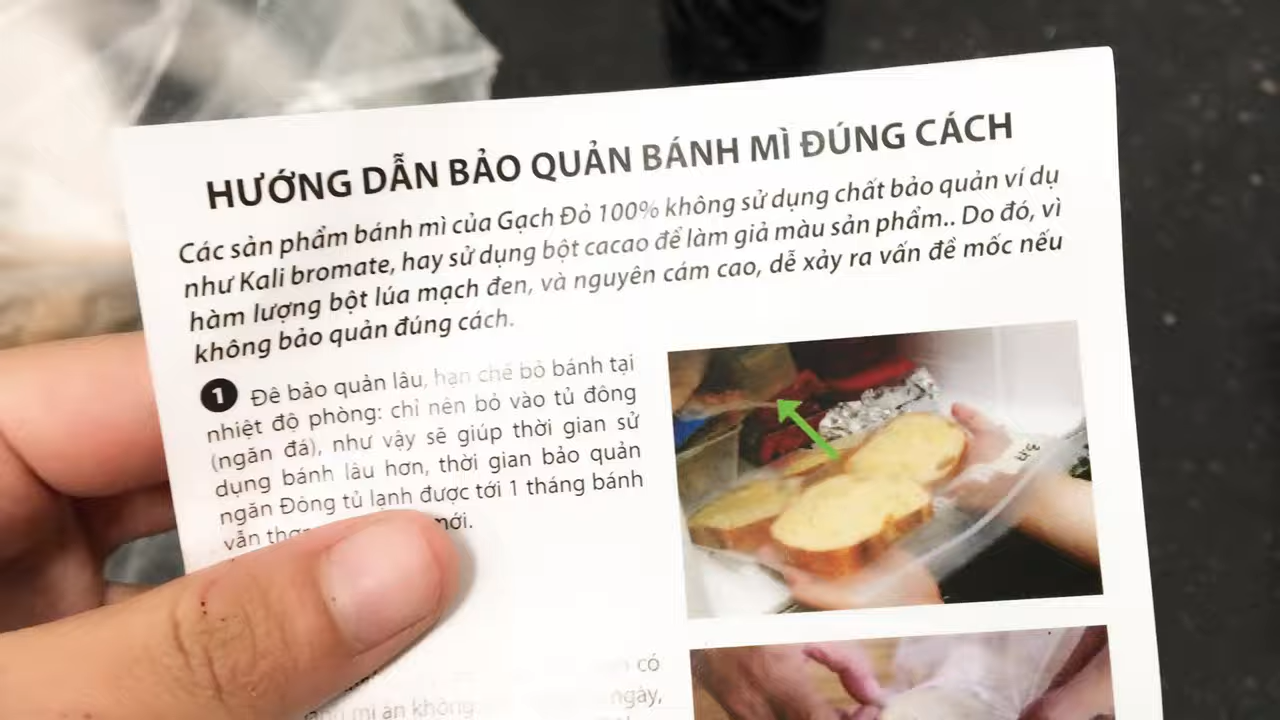 HƯỚNG DẪN BẢO QUẢN BÁNH MÌ ĐÚNG CÁCH
Các sản phẩm bánh mì của Gạch Đỏ 100% không sử dụng chất bảo quản ví dụ
như Kali bromate, hay sử dụng bột cacao để làm giả màu sản phẩm.. Do đó, vì
hàm lượng bột lúa mạch đen, và nguyên cám cao, dễ xảy ra vấn đề mốc nếu
không bảo quản đúng cách.
1 Để bảo quản lâu, hạn chế bỏ bánh tại
nhiệt độ phòng: chỉ nên bỏ vào tủ đông
(ngăn đá), như vậy sẽ giúp thời gian sử
dụng bánh lâu hơn, thời gian bảo quản
ngăn Đông tủ lạnh được tới 1 tháng bánh
vẫn mới.
có
mì ăn không ngày,